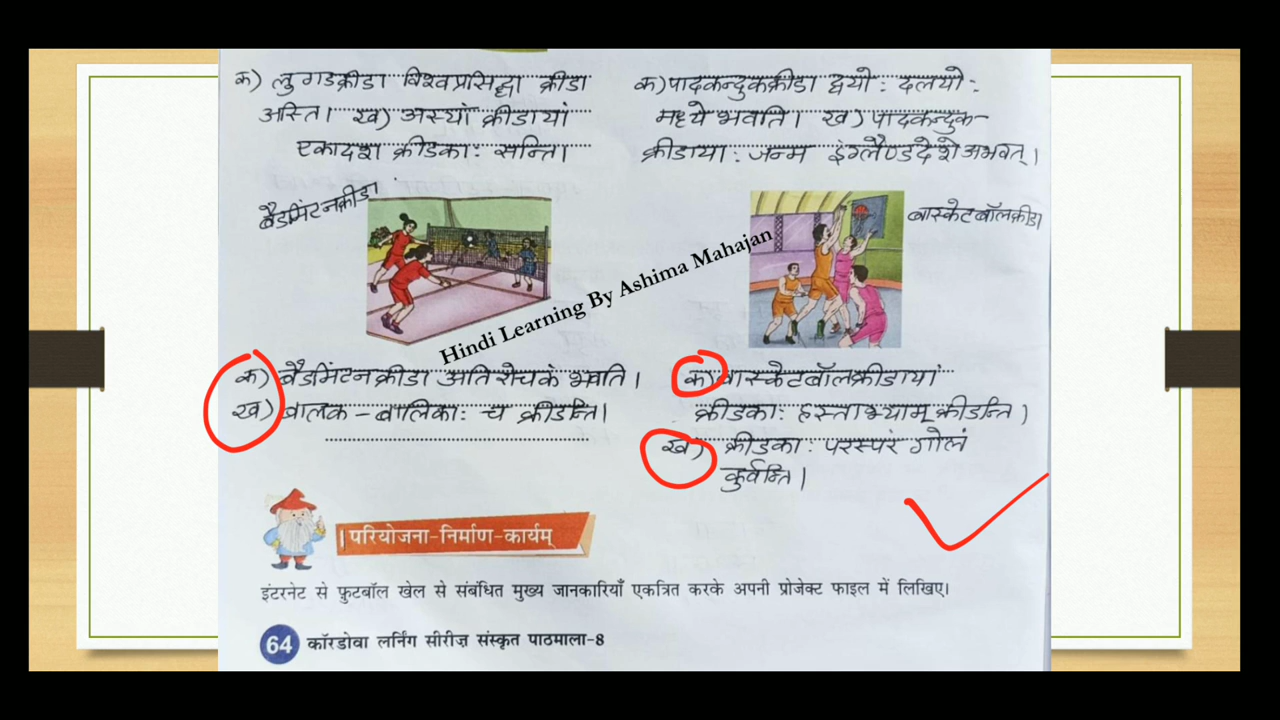 क) लुगडक्रीडा विश्वप्रसिद्धा क्रीडा
अस्ति। ख) अस्यां क्रीडायां
एकादश क्रीडकाः सन्ति।
क) पादकन्दुकक्रीडा द्वयोः दलयोः
मध्ये भवति। ख) पादकन्दुक-
क्रीडायाः जन्म इंग्लैण्डदेशे अभवत्।
बैडमिंटनक्रीडा
बास्केटबॉलक्रीडा
Hindi Learning By Ashima Mahajan
क) बैडमिंटनक्रीडा अतिरोचकं भवति।
ख) बालक-बालिकाः च क्रीडन्ति।
क) बास्केटबॉलक्रीडायां
क्रीडकाः हस्ताभ्याम् क्रीडन्ति।
ख) क्रीडकाः परस्परं गोलं
कुर्वन्ति।
परियोजना-निर्माण-कार्यम्
इंटरनेट से फ़ुटबॉल खेल से संबंधित मुख्य जानकारियाँ एकत्रित करके अपनी प्रोजेक्ट फाइल में लिखिए।
64 कॉरडोवा लर्निंग सीरीज़ संस्कृत पाठमाला-8